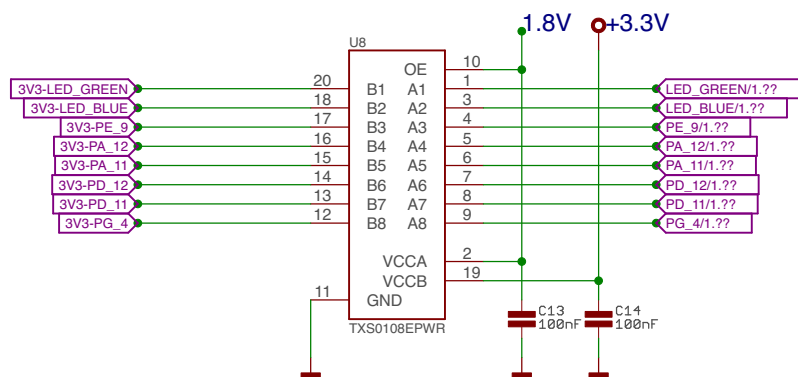 1.8V +3.3V
U8
OE 10
3V3-LED_GREEN 20 B1 A1 1 LED_GREEN/1.??
3V3-LED_BLUE 18 B2 A2 3 LED_BLUE/1.??
3V3-PE_9 17 B3 A3 4 PE_9/1.??
3V3-PA_12 16 B4 A4 5 PA_12/1.??
3V3-PA_11 15 B5 A5 6 PA_11/1.??
3V3-PD_12 14 B6 A6 7 PD_12/1.??
3V3-PD_11 13 B7 A7 8 PD_11/1.??
3V3-PG_4 12 B8 A8 9 PG_4/1.??
VCCA 2
VCCB 19
11 GND
C13 C14
100nF 100nF
TXS0108EPWR